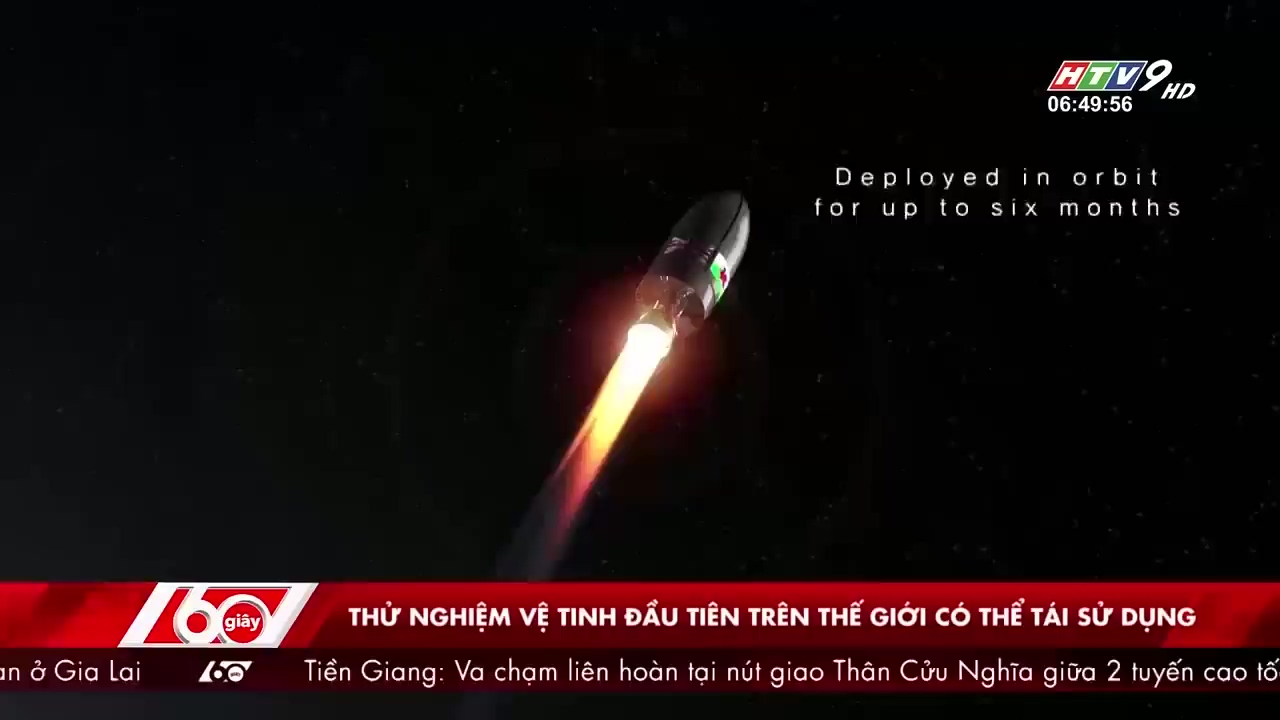 HTV9 HD
06:49:56
Deployed in orbit
for up to six months
60 giây
THỬ NGHIỆM VỆ TINH ĐẦU TIÊN TRÊN THẾ GIỚI CÓ THỂ TÁI SỬ DỤNG
ở Gia Lai 60 giây Tiền Giang: Va chạm liên hoàn tại nút giao Thân Cửu Nghĩa giữa 2 tuyến cao